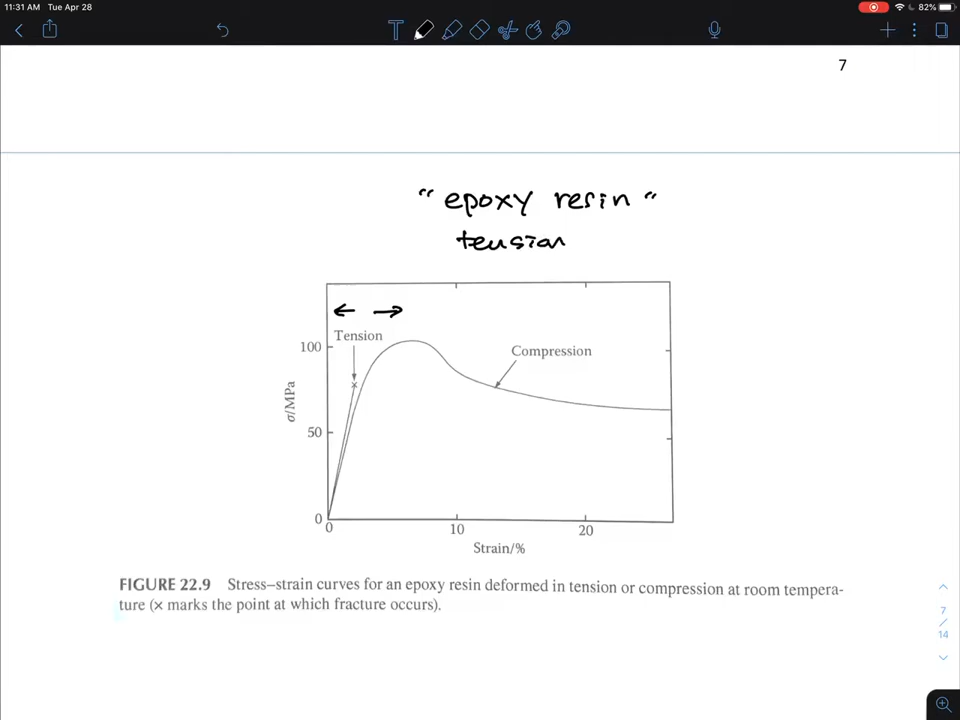 11:31 AM Tue Apr 28
82%
7
"epoxy resin"
tension
Tension
100
Compression
σ/MPa
50
0
0
10
20
Strain/%
FIGURE 22.9 Stress–strain curves for an epoxy resin deformed in tension or compression at room tempera-
ture (× marks the point at which fracture occurs).
7
/
14